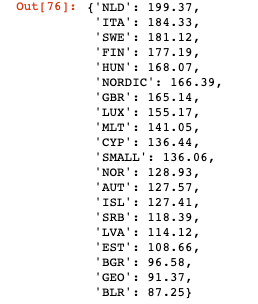 Out[76]: {'NLD': 199.37,
'ITA': 184.33,
'SWE': 181.12,
'FIN': 177.19,
'HUN': 168.07,
'NORDIC': 166.39,
'GBR': 165.14,
'LUX': 155.17,
'MLT': 141.05,
'CYP': 136.44,
'SMALL': 136.06,
'NOR': 128.93,
'AUT': 127.57,
'ISL': 127.41,
'SRB': 118.39,
'LVA': 114.12,
'EST': 108.66,
'BGR': 96.58,
'GEO': 91.37,
'BLR': 87.25}